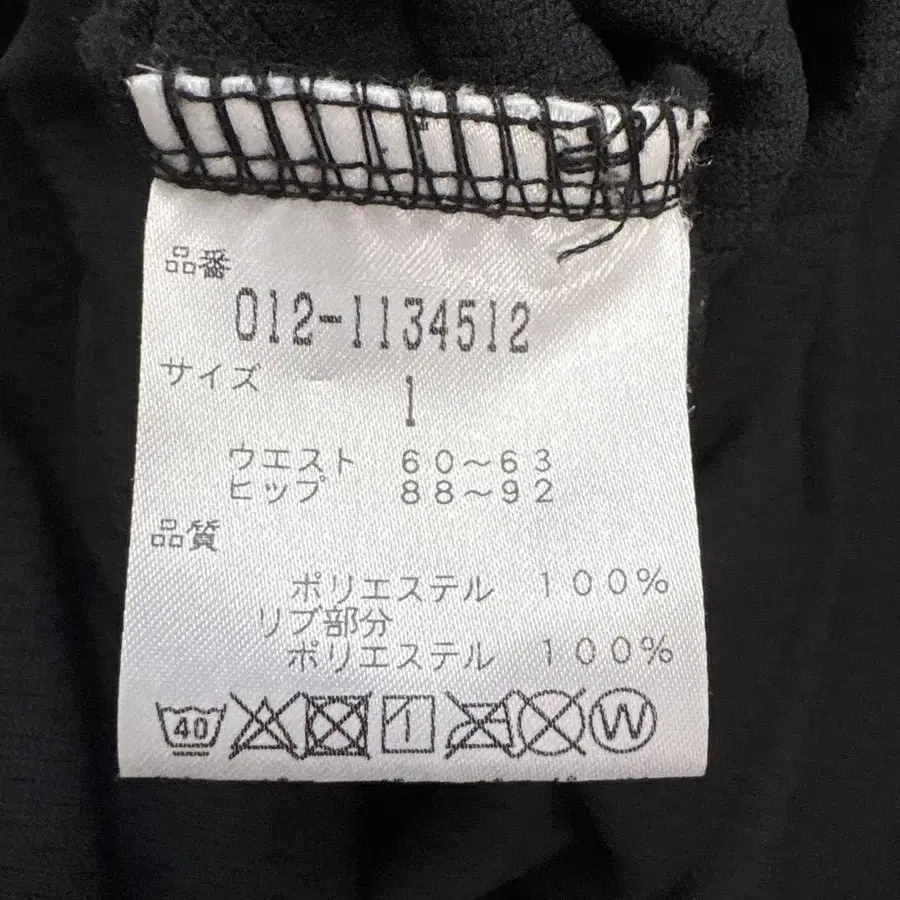 品番
012-1134512
サイズ
1
ウエスト 60～63
ヒップ 88～92
品質
ポリエステル 100%
リブ部分
ポリエステル 100%
40 W